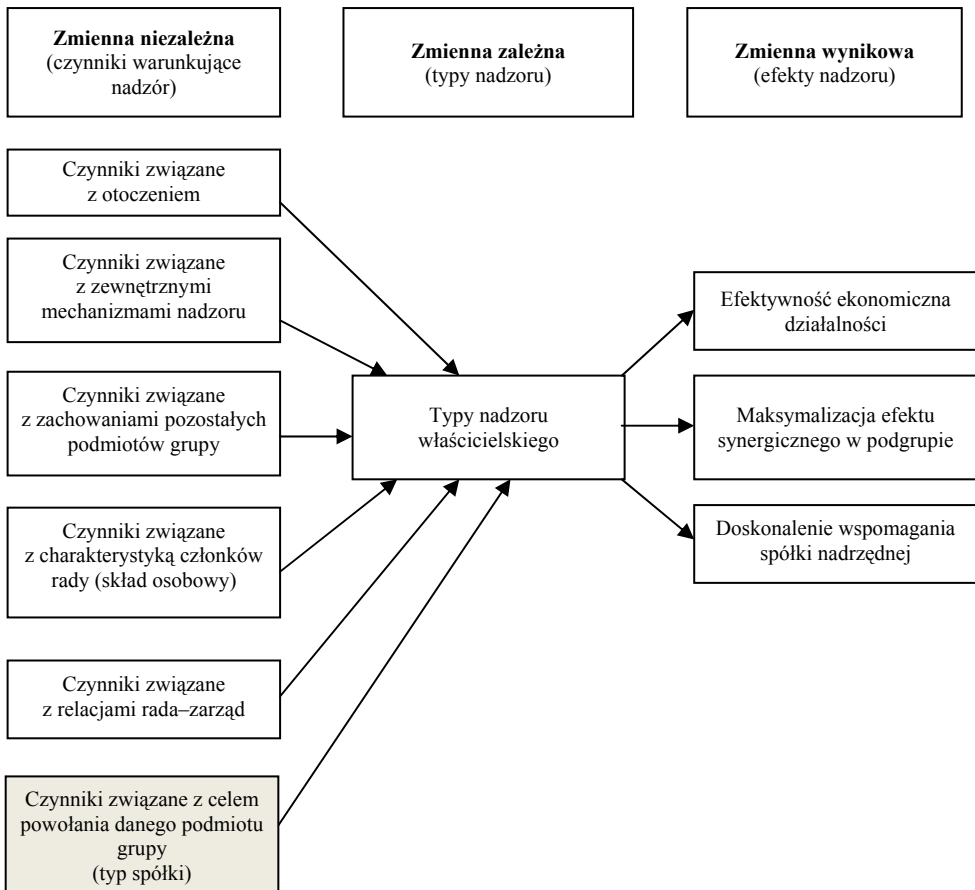 Zmienna niezależna
(czynniki warunkujące
nadzór)
Zmienna zależna
(typy nadzoru)
Zmienna wynikowa
(efekty nadzoru)
Czynniki związane
z otoczeniem
Czynniki związane
z zewnętrznymi
mechanizmami nadzoru
Czynniki związane
z zachowaniami pozostałych
podmiotów grupy
Czynniki związane
z charakterystyką członków
rady (skład osobowy)
Czynniki związane
z relacjami rada–zarząd
Czynniki związane z celem
powołania danego podmiotu
grupy
(typ spółki)
Typy nadzoru
właścicielskiego
Efektywność ekonomiczna
działalności
Maksymalizacja efektu
synergicznego w podgrupie
Doskonalenie wspomagania
spółki nadrzędnej